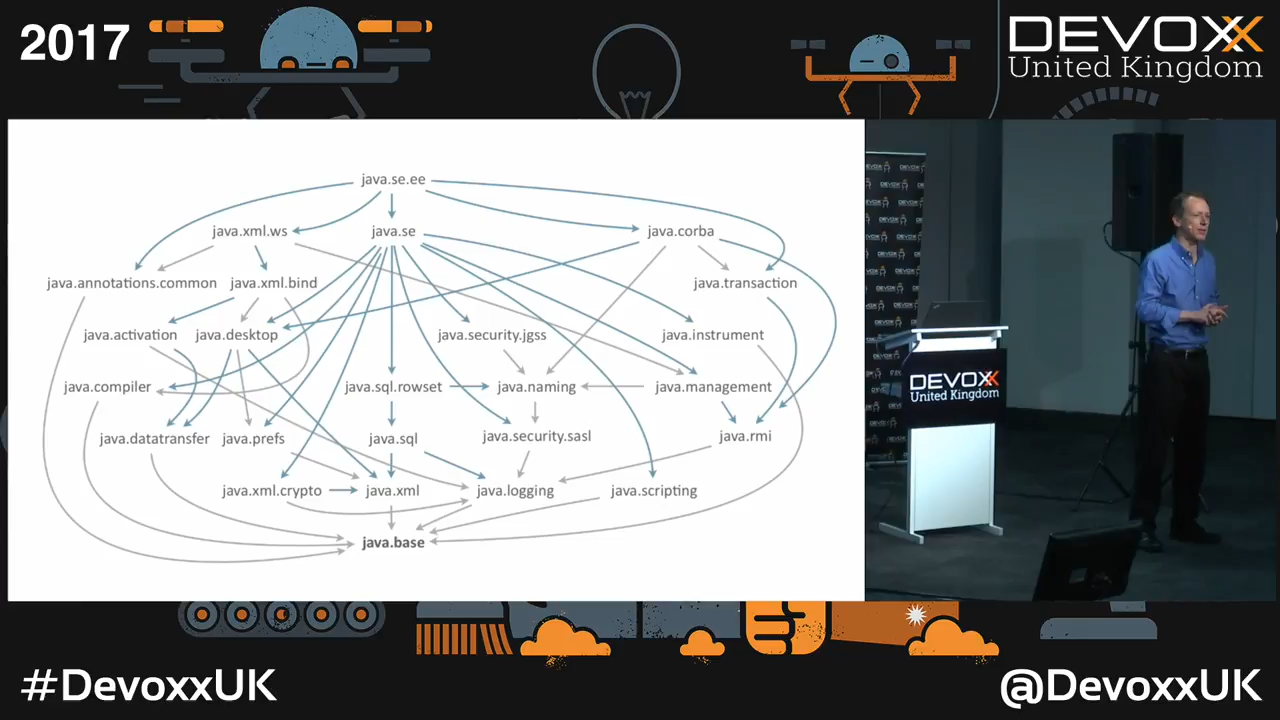 2017
DEVOXX
United Kingdom
java.se.ee
java.xml.ws
java.se
java.corba
java.annotations.common
java.xml.bind
java.transaction
java.activation
java.desktop
java.security.jgss
java.instrument
java.compiler
java.sql.rowset
java.naming
java.management
java.datatransfer
java.prefs
java.sql
java.security.sasl
java.rmi
java.xml.crypto
java.xml
java.logging
java.scripting
java.base
DEVOXX
United Kingdom
#DevoxxUK
@DevoxxUK